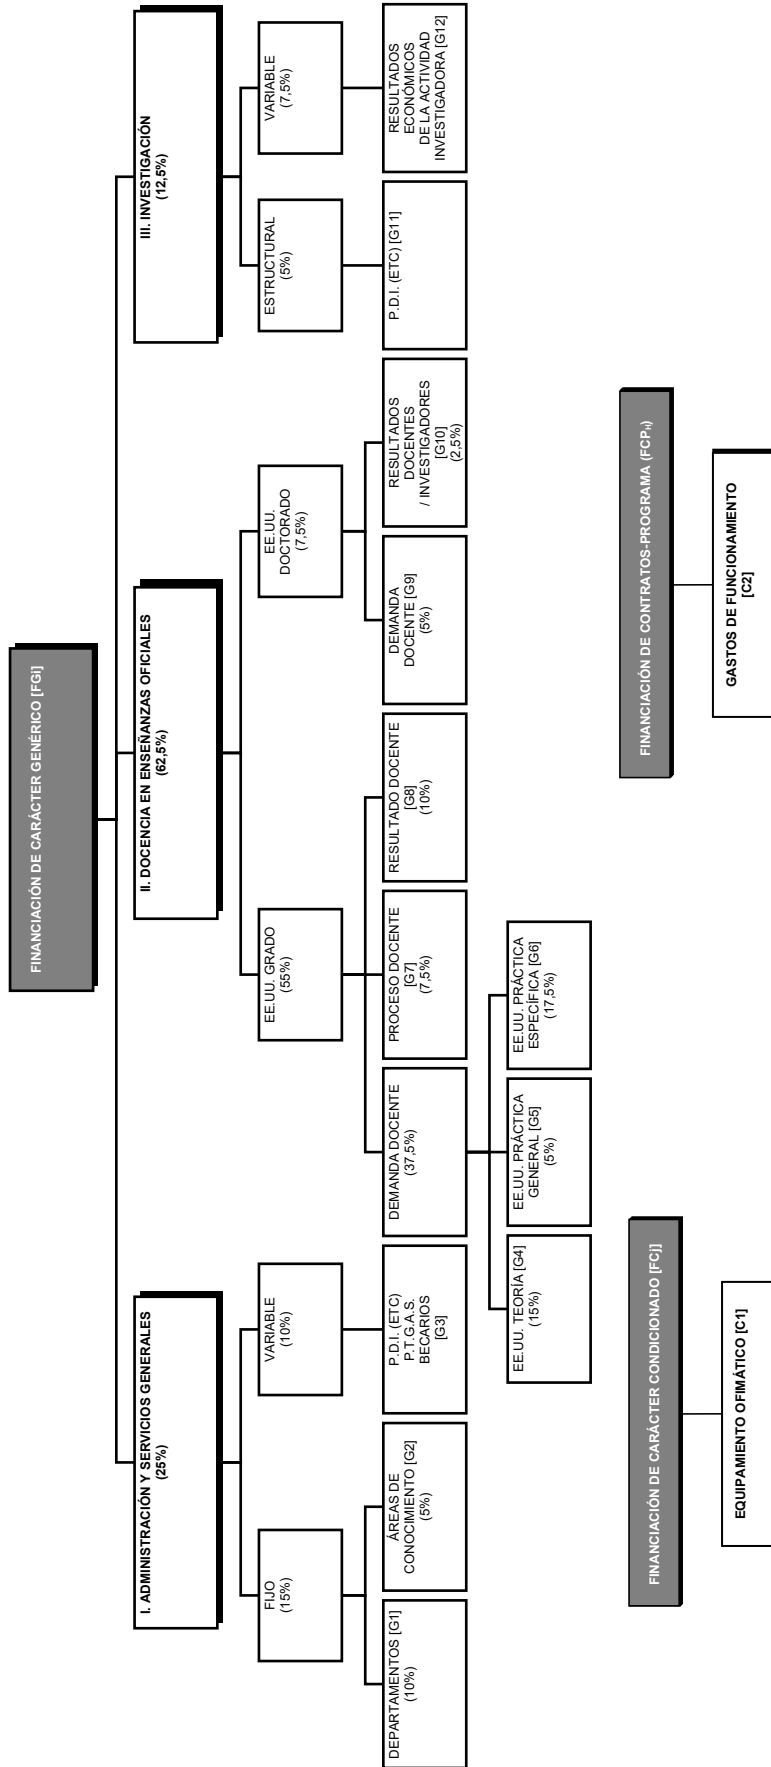 FINANCIACIÓN DE CARÁCTER GENÉRICO [FGi]
I. ADMINISTRACIÓN Y SERVICIOS GENERALES
(25%)
II. DOCENCIA EN ENSEÑANZAS OFICIALES
(62,5%)
III. INVESTIGACIÓN
(12,5%)
FIJO
(15%)
VARIABLE
(10%)
EE.UU. GRADO
(55%)
EE.UU.
DOCTORADO
(7,5%)
ESTRUCTURAL
(5%)
VARIABLE
(7,5%)
DEPARTAMENTOS [G1]
(10%)
ÁREAS DE
CONOCIMIENTO [G2]
(5%)
P.D.I. (ETC)
P.T.G.A.S.
BECARIOS
[G3]
DEMANDA DOCENTE
(37,5%)
PROCESO DOCENTE
[G7]
(7,5%)
RESULTADO DOCENTE
[G8]
(10%)
DEMANDA
DOCENTE [G9]
(5%)
RESULTADOS
DOCENTES
/ INVESTIGADORES
[G10]
(2,5%)
P.D.I. (ETC) [G11]
RESULTADOS
ECONÓMICOS
DE LA ACTIVIDAD
INVESTIGADORA [G12]
EE.UU. TEORÍA [G4]
(15%)
EE.UU. PRÁCTICA
GENERAL [G5]
(5%)
EE.UU. PRÁCTICA
ESPECÍFICA [G6]
(17,5%)
FINANCIACIÓN DE CARÁCTER CONDICIONADO [FCj]
EQUIPAMIENTO OFIMÁTICO [C1]
FINANCIACIÓN DE CONTRATOS-PROGRAMA (FCPH)
GASTOS DE FUNCIONAMIENTO
[C2]